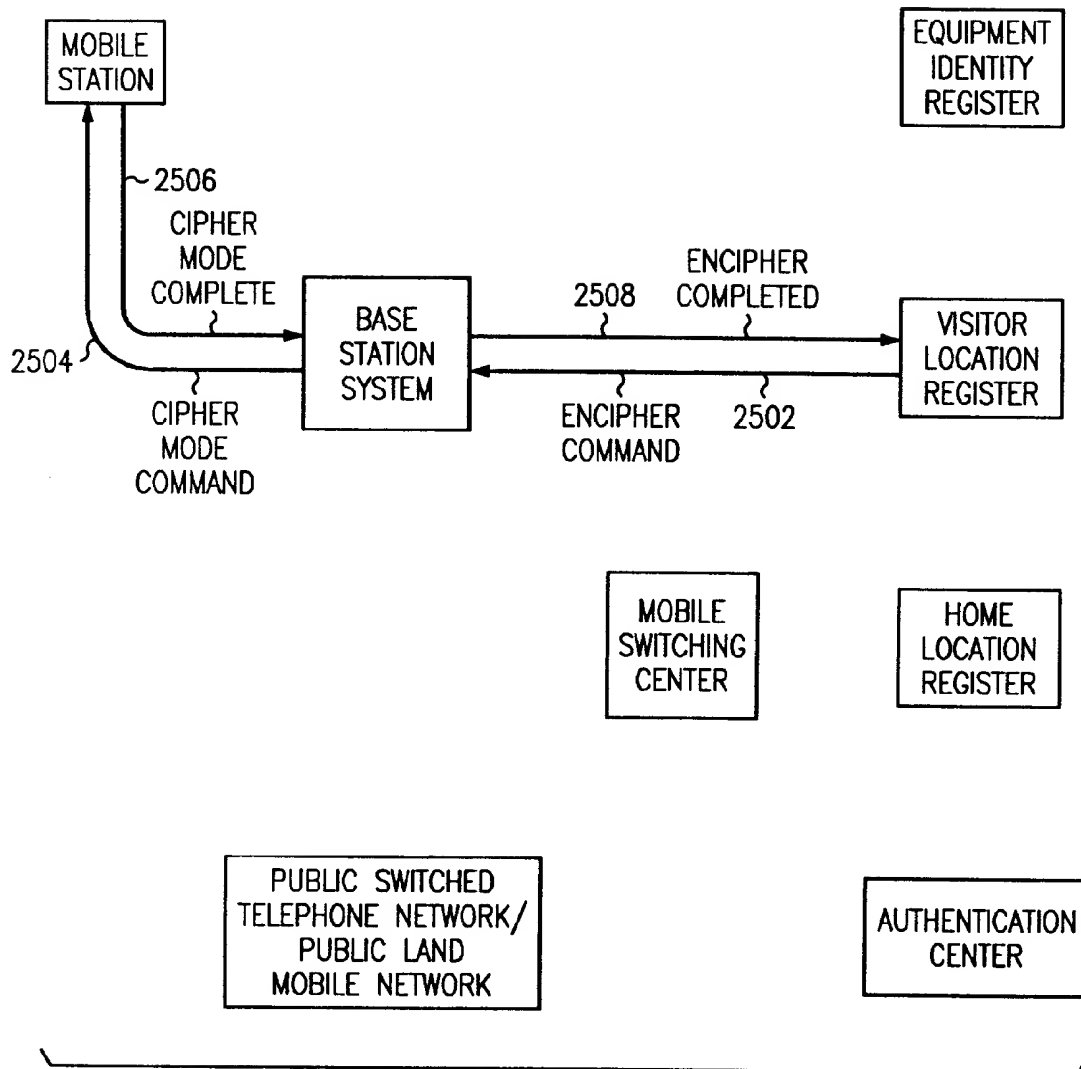 MOBILE
STATION
EQUIPMENT
IDENTITY
REGISTER
2506
CIPHER
MODE
COMPLETE
2504
CIPHER
MODE
COMMAND
BASE
STATION
SYSTEM
2508
ENCIPHER
COMPLETED
ENCIPHER
COMMAND
2502
VISITOR
LOCATION
REGISTER
MOBILE
SWITCHING
CENTER
HOME
LOCATION
REGISTER
PUBLIC SWITCHED
TELEPHONE NETWORK/
PUBLIC LAND
MOBILE NETWORK
AUTHENTICATION
CENTER